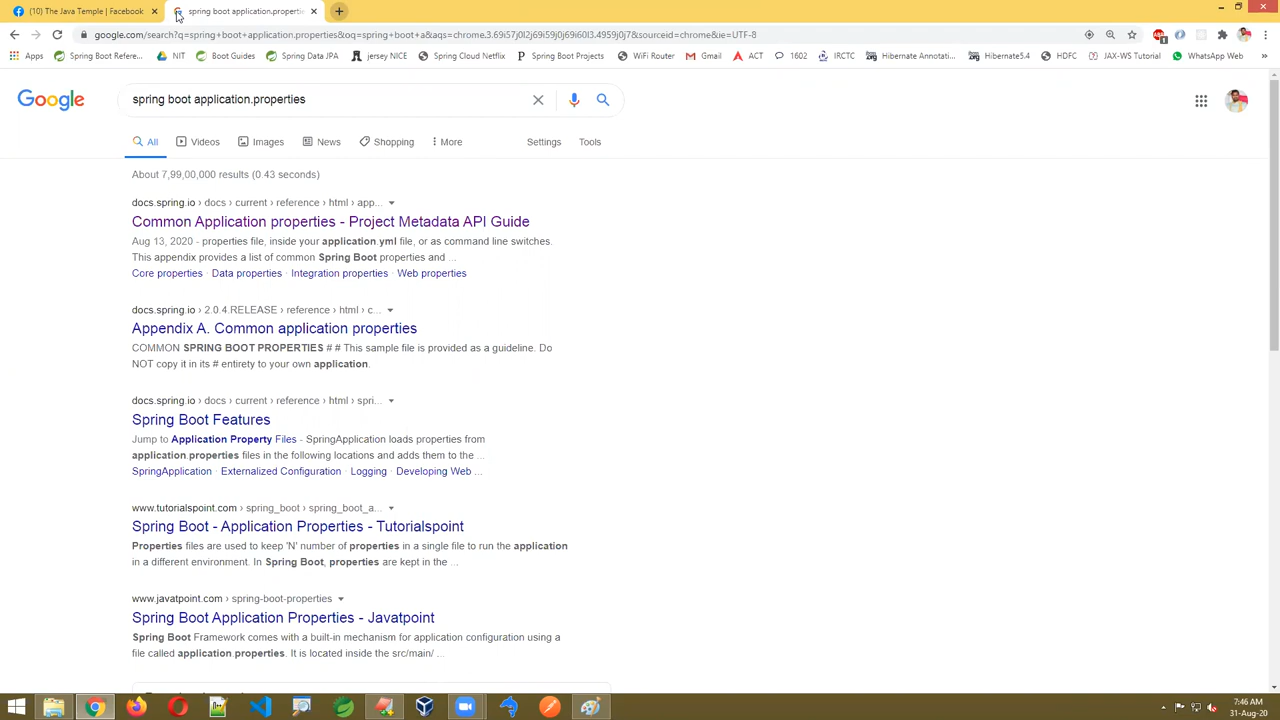 (10) The Java Temple | Facebook
spring boot application.properti
google.com/search?q=spring+boot+application.properties&oq=spring+boot+a&aqs=chrome.3.69i57j0l2j69i59j0j69i60l3.4959j0j7&sourceid=chrome&ie=UTF-8
Apps Spring Boot Refere... NIT Boot Guides Spring Data JPA jersey NICE Spring Cloud Netflix Spring Boot Projects WiFi Router Gmail ACT 1602 IRCTC Hibernate Annotati... Hibernate5.4 HDFC JAX-WS Tutorial WhatsApp Web »
Google spring boot application.properties
All Videos Images News Shopping More Settings Tools
About 7,99,00,000 results (0.43 seconds)
docs.spring.io › docs › current › reference › html › app...
Common Application properties - Project Metadata API Guide
Aug 13, 2020 - properties file, inside your application.yml file, or as command line switches.
This appendix provides a list of common Spring Boot properties and ...
Core properties · Data properties · Integration properties · Web properties
docs.spring.io › 2.0.4.RELEASE › reference › html › c...
Appendix A. Common application properties
COMMON SPRING BOOT PROPERTIES # # This sample file is provided as a guideline. Do
NOT copy it in its # entirety to your own application.
docs.spring.io › docs › current › reference › html › spri...
Spring Boot Features
Jump to Application Property Files - SpringApplication loads properties from
application.properties files in the following locations and adds them to the ...
SpringApplication · Externalized Configuration · Logging · Developing Web ...
www.tutorialspoint.com › spring_boot › spring_boot_a...
Spring Boot - Application Properties - Tutorialspoint
Properties files are used to keep 'N' number of properties in a single file to run the application
in a different environment. In Spring Boot, properties are kept in the ...
www.javatpoint.com › spring-boot-properties
Spring Boot Application Properties - Javatpoint
Spring Boot Framework comes with a built-in mechanism for application configuration using a
file called application.properties. It is located inside the src/main/ ...
7:46 AM
31-Aug-20